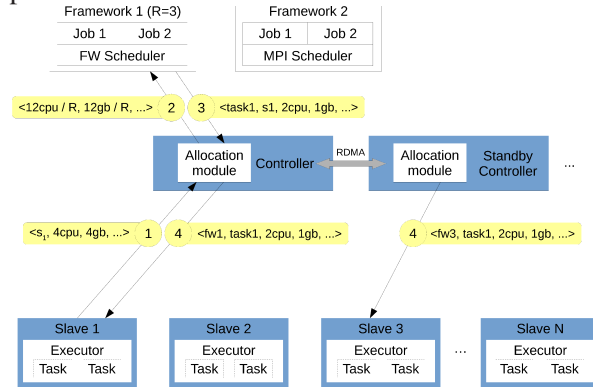 Framework 1 (R=3)
Job 1 Job 2
FW Scheduler
Framework 2
Job 1 Job 2
MPI Scheduler
<12cpu / R, 12gb / R, ...> 2
3 <task1, s1, 2cpu, 1gb, ...>
Allocation
module
Controller
RDMA
Allocation
module
Standby
Controller
...
<s1, 4cpu, 4gb, ...> 1
4 <fw1, task1, 2cpu, 1gb, ...>
4 <fw3, task1, 2cpu, 1gb, ...>
Slave 1
Executor
Task Task
Slave 2
Executor
Task Task
Slave 3
Executor
Task Task
...
Slave N
Executor
Task Task